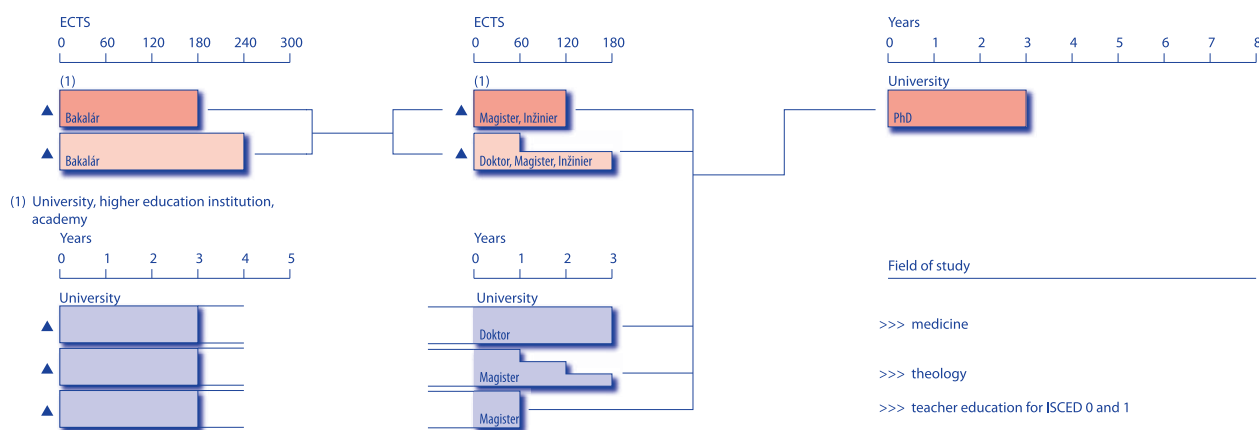 ECTS
0 60 120 180 240 300
(1)
Bakalár
Bakalár
(1) University, higher education institution,
academy
ECTS
0 60 120 180
(1)
Magister, Inžinier
Doktor, Magister, Inžinier
Years
0 1 2 3 4 5 6 7 8
University
PhD
Years
0 1 2 3 4 5
University
Years
0 1 2 3
University
Doktor
Magister
Magister
Field of study
>>> medicine
>>> theology
>>> teacher education for ISCED 0 and 1